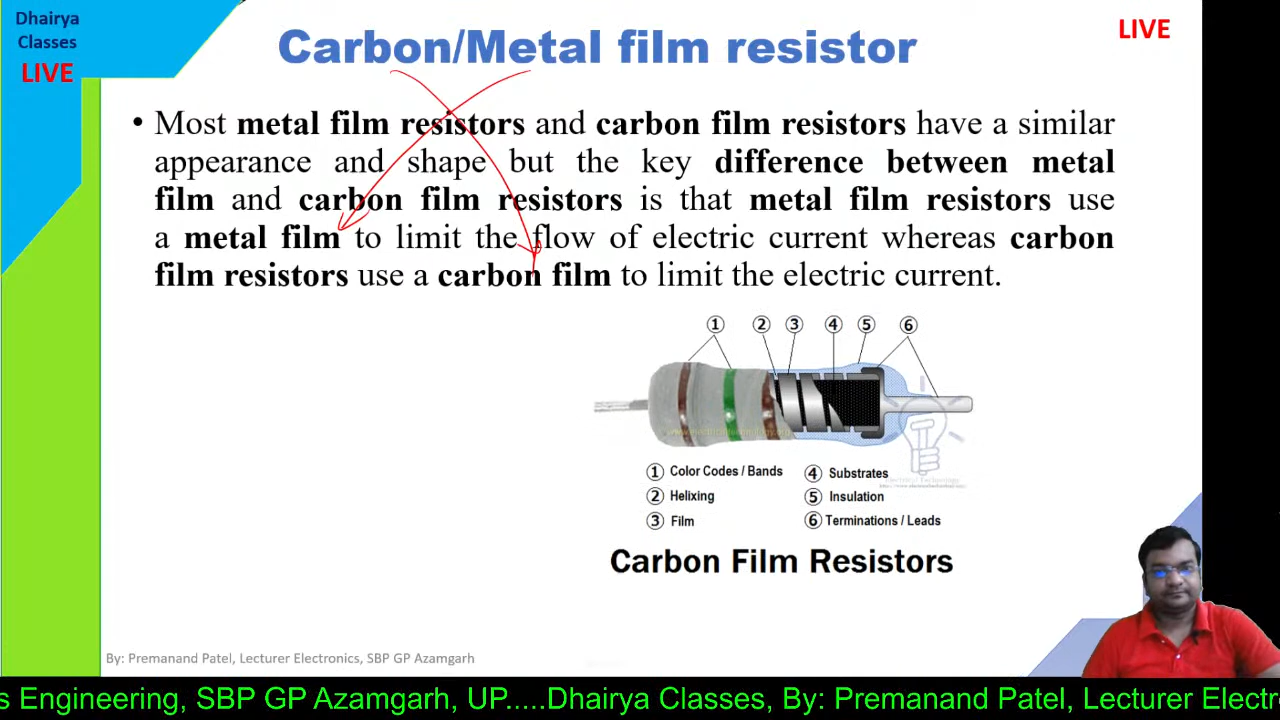 Dhairya
Classes
LIVE
Carbon/Metal film resistor
LIVE
• Most metal film resistors and carbon film resistors have a similar
appearance and shape but the key difference between metal
film and carbon film resistors is that metal film resistors use
a metal film to limit the flow of electric current whereas carbon
film resistors use a carbon film to limit the electric current.
① ② ③ ④ ⑤ ⑥
① Color Codes / Bands
② Helixing
③ Film
④ Substrates
⑤ Insulation
⑥ Terminations / Leads
Carbon Film Resistors
By: Premanand Patel, Lecturer Electronics, SBP GP Azamgarh
s Engineering, SBP GP Azamgarh, UP.....Dhairya Classes, By: Premanand Patel, Lecturer Electr